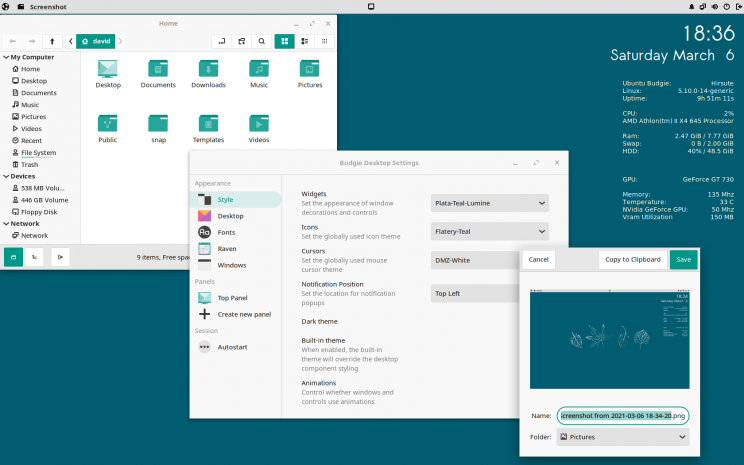 Screenshot
Home
david
My Computer
Home
Desktop
Documents
Music
Pictures
Videos
Recent
File System
Trash
Devices
538 MB Volu...
446 GB Volume
Floppy Disk
Network
Network
Desktop
Documents
Downloads
Music
Pictures
Public
snap
Templates
Videos
9 items, Free spac
18:36
Saturday March 6
Ubuntu Budgie: Hirsute
Linux: 5.10.0-14-generic
Uptime: 9h 51m 11s
CPU: 2%
AMD Athlon(tm) II X4 645 Processor
Ram: 2.47 GiB / 7.77 GiB
Swap: 0 B / 2.00 GiB
HDD: 40% / 48.5 GiB
GPU: GeForce GT 730
Memory: 135 Mhz
Temperature: 33 C
NVidia GeForce GPU: 50 Mhz
Vram Utilization 150 MB
Budgie Desktop Settings
Appearance
Style
Desktop
Fonts
Raven
Windows
Panels
Top Panel
Create new panel
Session
Autostart
Widgets
Set the appearance of window
decorations and controls
Plata-Teal-Lumine
Icons
Set the globally used icon theme
Flatery-Teal
Cursors
Set the globally used mouse
cursor theme
DMZ-White
Notification Position
Set the location for notification
popups
Top Left
Dark theme
Built-in theme
When enabled, the built-in
theme will override the desktop
component styling
Animations
Control whether windows and
controls use animations
Cancel
Copy to Clipboard
Save
18:34
Name: Screenshot from 2021-03-06 18-34-20.png
Folder: Pictures